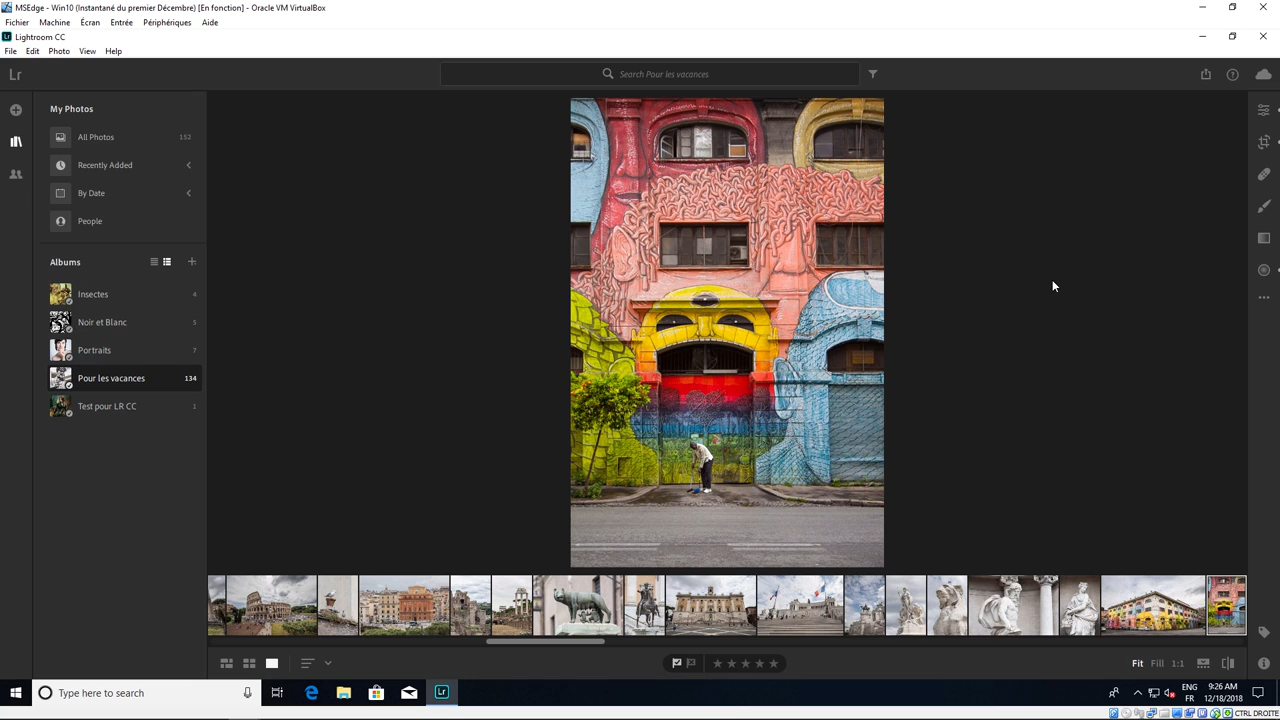 MSEdge - Win10 (Instantané du premier Décembre) [En fonction] - Oracle VM VirtualBox
Fichier Machine Écran Entrée Périphériques Aide
Lr Lightroom CC
File Edit Photo View Help
Lr
Search Pour les vacances
My Photos
All Photos 152
Recently Added
By Date
People
Albums
Insectes 4
Noir et Blanc 5
Portraits 7
Pour les vacances 134
Test pour LR CC 1
Fit Fill 1:1
Type here to search
Lr
ENG
FR
9:26 AM
12/18/2018
CTRL DROITE